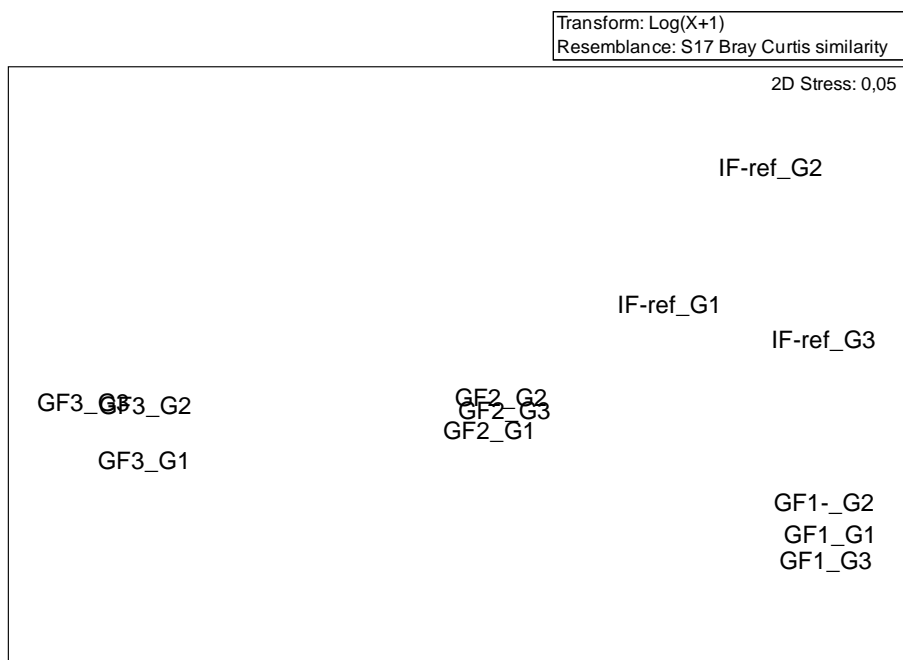 Transform: Log(X+1)
Resemblance: S17 Bray Curtis similarity
2D Stress: 0,05
IF-ref_G2
IF-ref_G1
IF-ref_G3
GF3_G3
GF3_G2
GF2_G2
GF2_G3
GF2_G1
GF3_G1
GF1-_G2
GF1_G1
GF1_G3